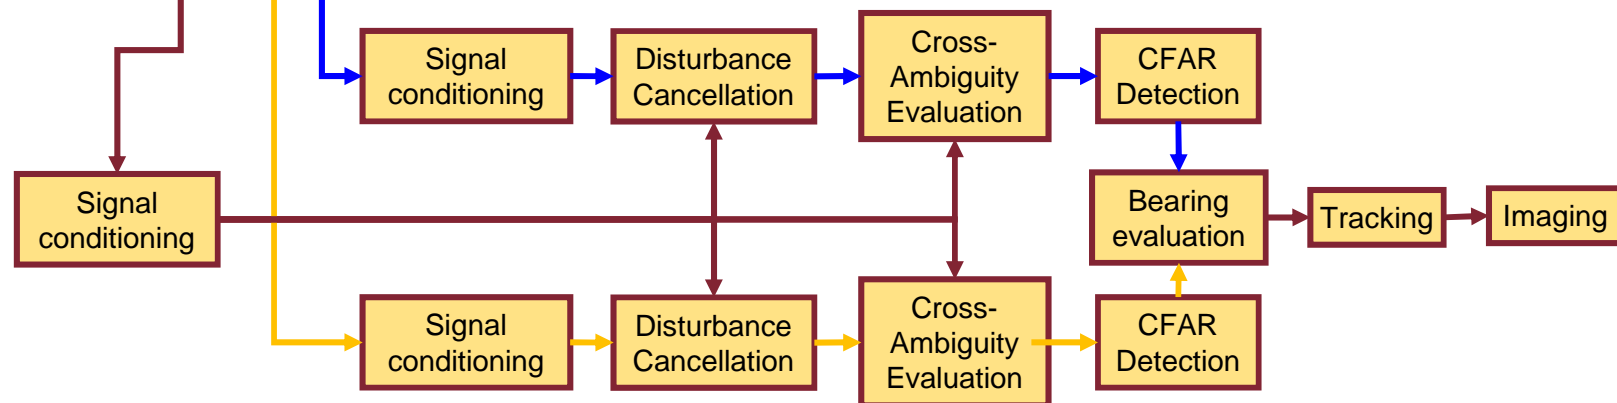 Signal
conditioning
Disturbance
Cancellation
Cross-
Ambiguity
Evaluation
CFAR
Detection
Signal
conditioning
Bearing
evaluation
Tracking
Imaging
Signal
conditioning
Disturbance
Cancellation
Cross-
Ambiguity
Evaluation
CFAR
Detection